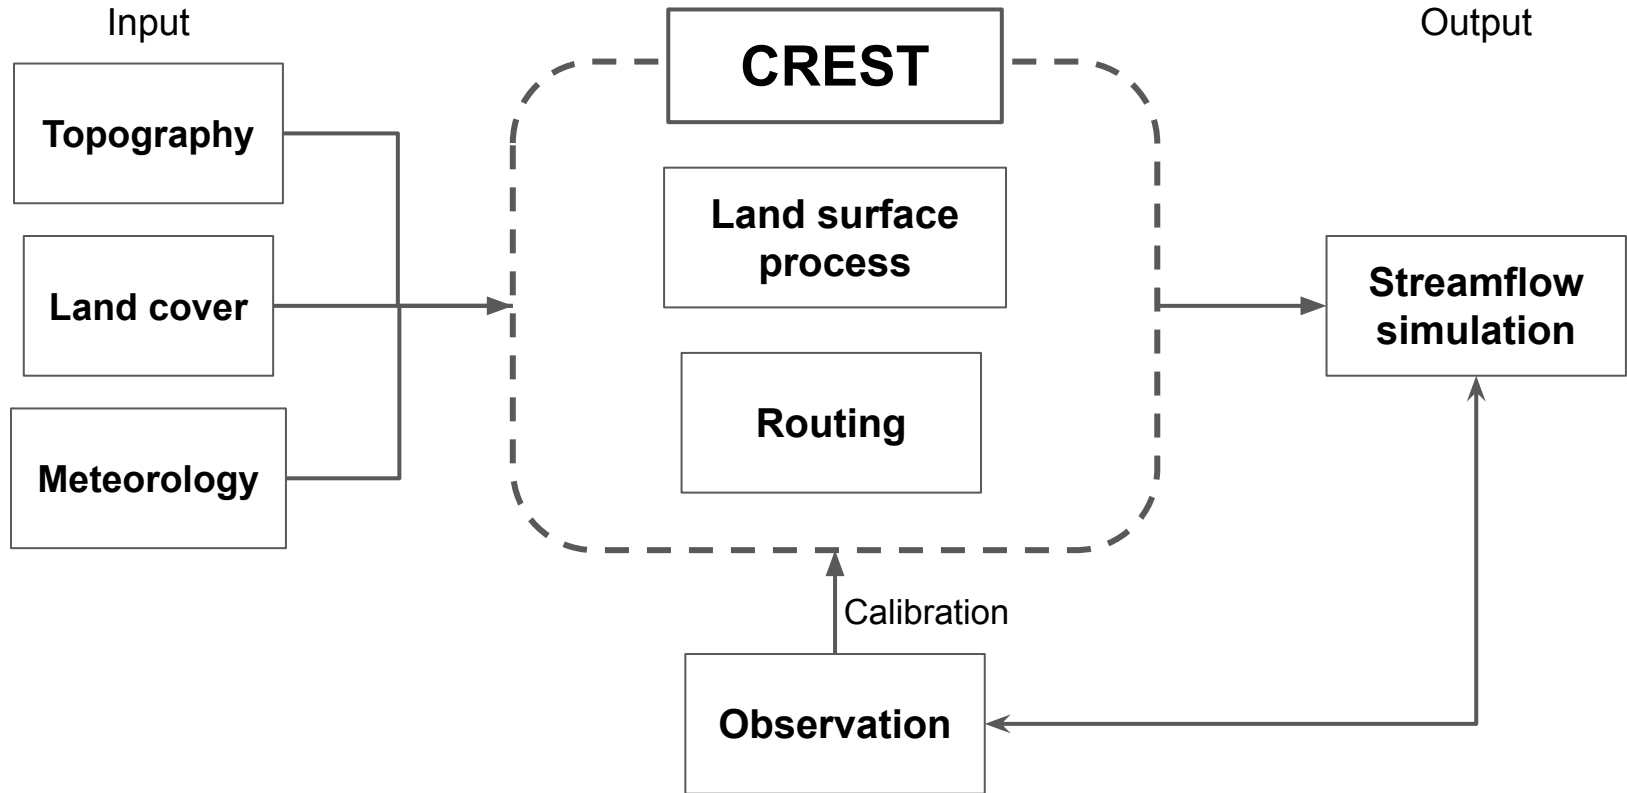 Input
Output
CREST
Topography
Land surface
process
Land cover
Streamflow
simulation
Routing
Meteorology
Calibration
Observation